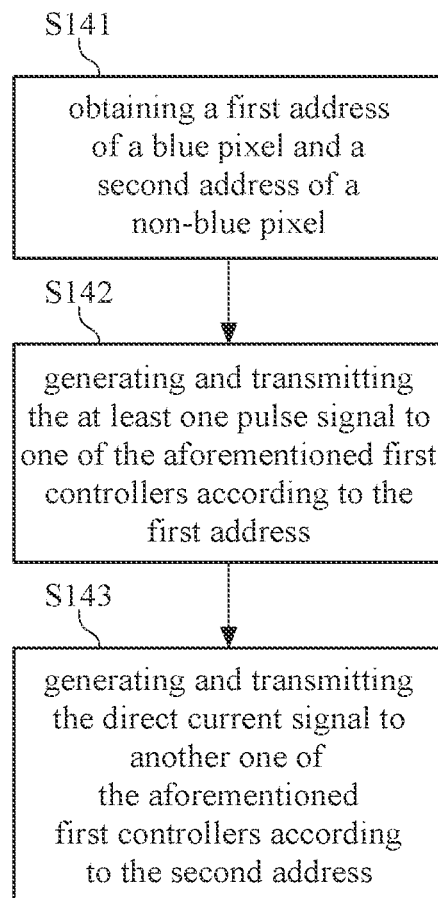 S141
obtaining a first address
of a blue pixel and a
second address of a
non-blue pixel
S142
generating and transmitting
the at least one pulse signal to
one of the aforementioned first
controllers according to the
first address
S143
generating and transmitting
the direct current signal to
another one of
the aforementioned
first controllers according
to the second address